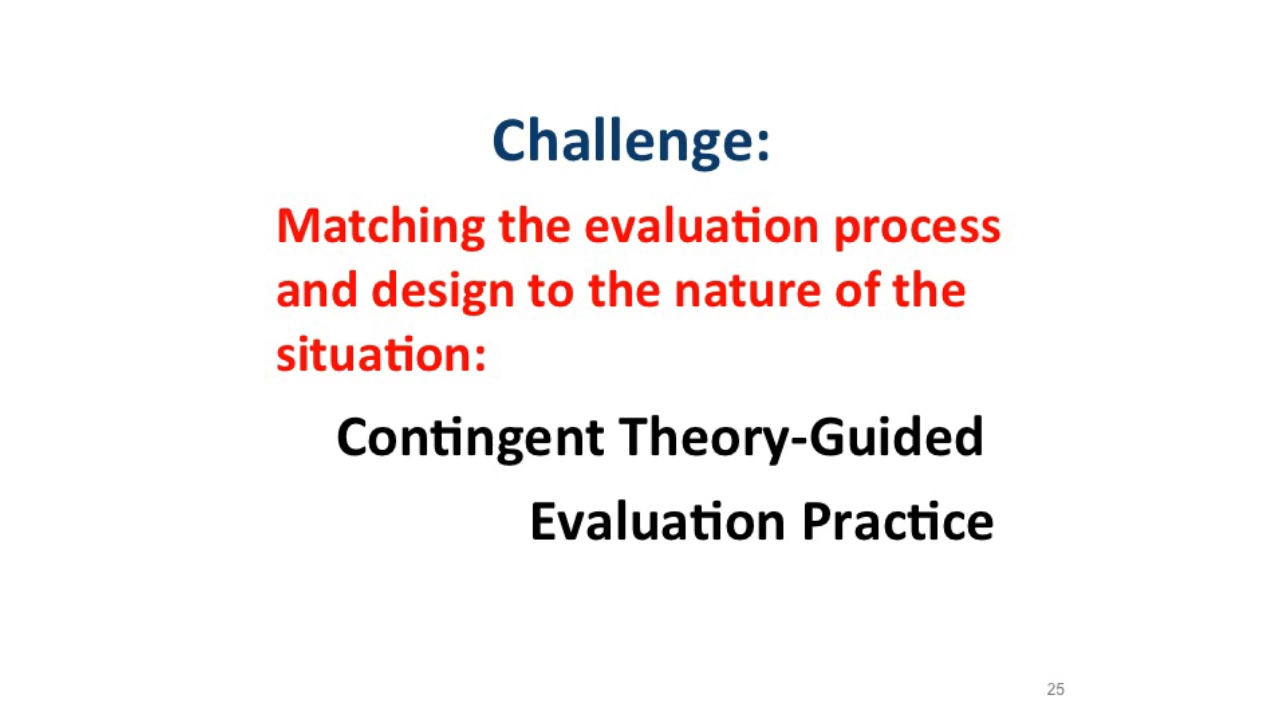 Challenge:
Matching the evaluation process
and design to the nature of the
situation:
Contingent Theory-Guided
Evaluation Practice
25